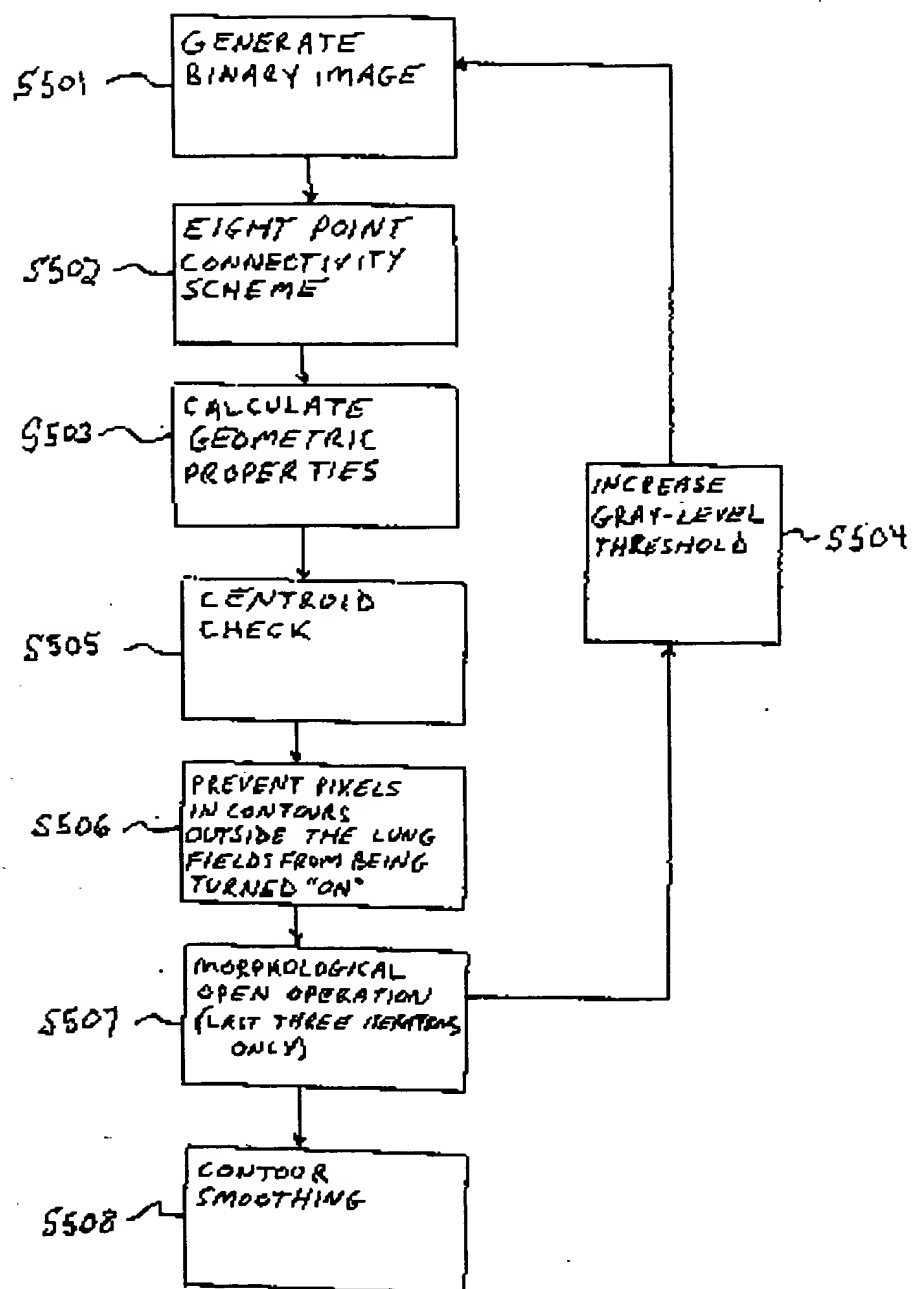 GENERATE
BINARY IMAGE
S501
EIGHT POINT
CONNECTIVITY
SCHEME
S502
CALCULATE
GEOMETRIC
PROPERTIES
S503
INCREASE
GRAY-LEVEL
THRESHOLD
S504
CENTROID
CHECK
S505
PREVENT PIXELS
IN CONTOURS
OUTSIDE THE LUNG
FIELDS FROM BEING
TURNED "ON"
S506
MORPHOLOGICAL
OPEN OPERATION
(LAST THREE ITERATIONS
ONLY)
S507
CONTOUR
SMOOTHING
S508